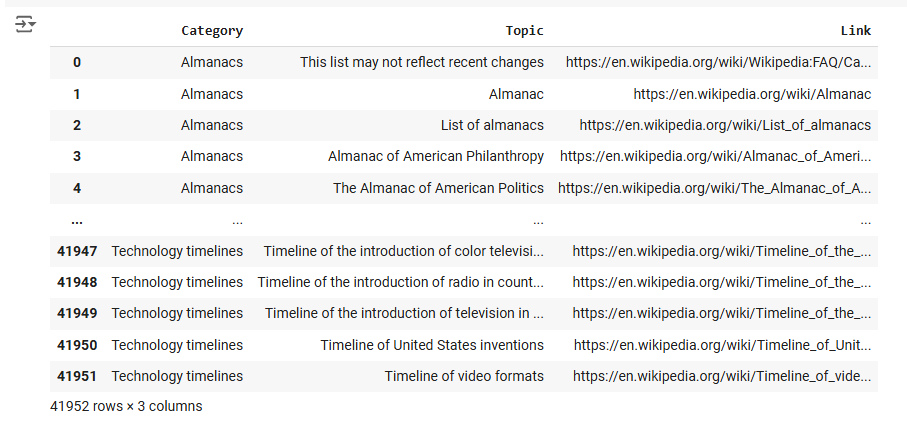 Category Topic Link
0 Almanacs This list may not reflect recent changes https://en.wikipedia.org/wiki/Wikipedia:FAQ/Ca...
1 Almanacs Almanac https://en.wikipedia.org/wiki/Almanac
2 Almanacs List of almanacs https://en.wikipedia.org/wiki/List_of_almanacs
3 Almanacs Almanac of American Philanthropy https://en.wikipedia.org/wiki/Almanac_of_Ameri...
4 Almanacs The Almanac of American Politics https://en.wikipedia.org/wiki/The_Almanac_of_A...
... ... ... ...
41947 Technology timelines Timeline of the introduction of color televisi... https://en.wikipedia.org/wiki/Timeline_of_the_...
41948 Technology timelines Timeline of the introduction of radio in count... https://en.wikipedia.org/wiki/Timeline_of_the_...
41949 Technology timelines Timeline of the introduction of television in ... https://en.wikipedia.org/wiki/Timeline_of_the_...
41950 Technology timelines Timeline of United States inventions https://en.wikipedia.org/wiki/Timeline_of_Unit...
41951 Technology timelines Timeline of video formats https://en.wikipedia.org/wiki/Timeline_of_vide...
41952 rows × 3 columns